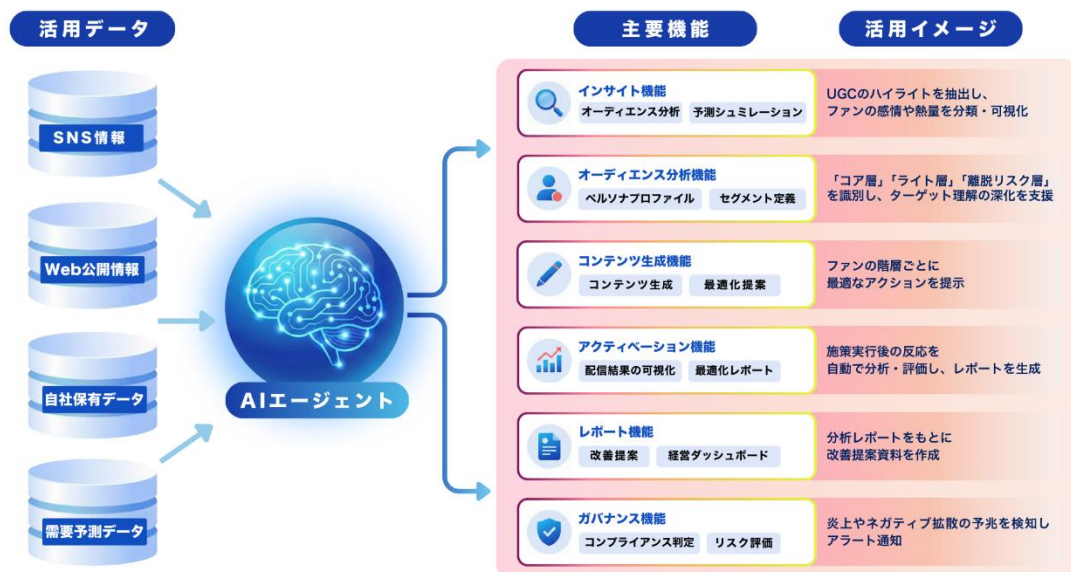 活用データ
主要機能
活用イメージ
SNS情報
Web公開情報
自社保有データ
需要予測データ
AIエージェント
インサイト機能
オーディエンス分析
予測シュミレーション
UGCのハイライトを抽出し、
ファンの感情や熱量を分類・可視化
オーディエンス分析機能
ペルソナプロファイル
セグメント定義
「コア層」「ライト層」「離脱リスク層」
を識別し、ターゲット理解の深化を支援
コンテンツ生成機能
コンテンツ生成
最適化提案
ファンの階層ごとに
最適なアクションを提示
アクティベーション機能
配信結果の可視化
最適化レポート
施策実行後の反応を
自動で分析・評価し、レポートを生成
レポート機能
改善提案
経営ダッシュボード
分析レポートをもとに
改善提案資料を作成
ガバナンス機能
コンプライアンス判定
リスク評価
炎上やネガティブ拡散の予兆を検知し
アラート通知